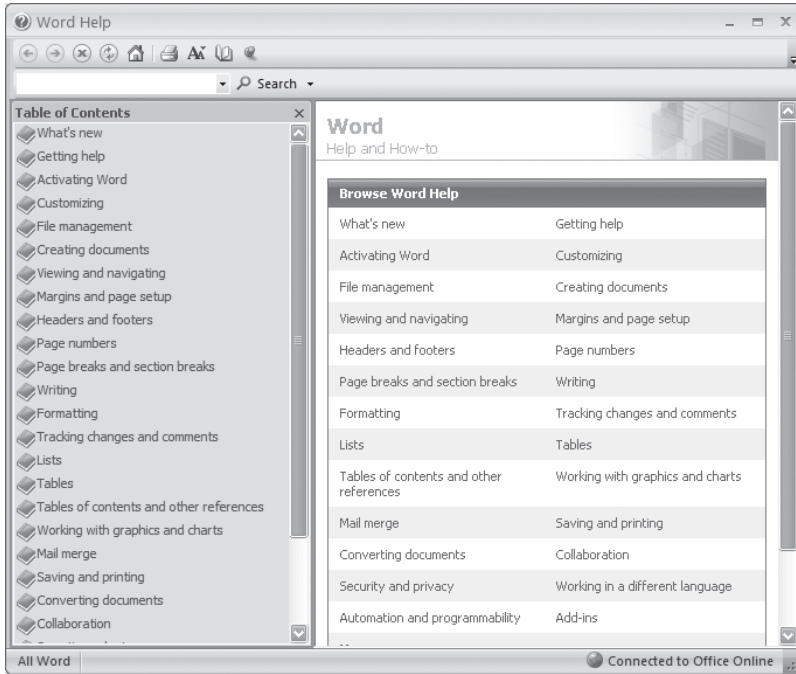 Word Help
Search
Table of Contents
What's new
Getting help
Activating Word
Customizing
File management
Creating documents
Viewing and navigating
Margins and page setup
Headers and footers
Page numbers
Page breaks and section breaks
Writing
Formatting
Tracking changes and comments
Lists
Tables
Tables of contents and other references
Working with graphics and charts
Mail merge
Saving and printing
Converting documents
Collaboration
Word
Help and How-to
Browse Word Help
What's new Getting help
Activating Word Customizing
File management Creating documents
Viewing and navigating Margins and page setup
Headers and footers Page numbers
Page breaks and section breaks Writing
Formatting Tracking changes and comments
Lists Tables
Tables of contents and other Working with graphics and charts
references
Mail merge Saving and printing
Converting documents Collaboration
Security and privacy Working in a different language
Automation and programmability Add-ins
All Word
Connected to Office Online